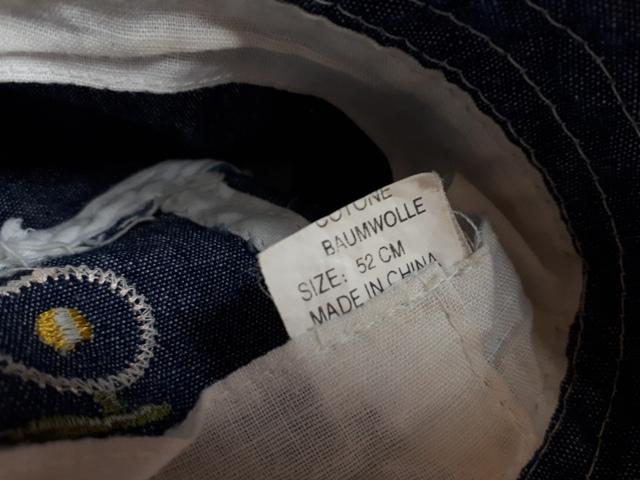 COTONE
BAUMWOLLE
SIZE: 52 CM
MADE IN CHINA